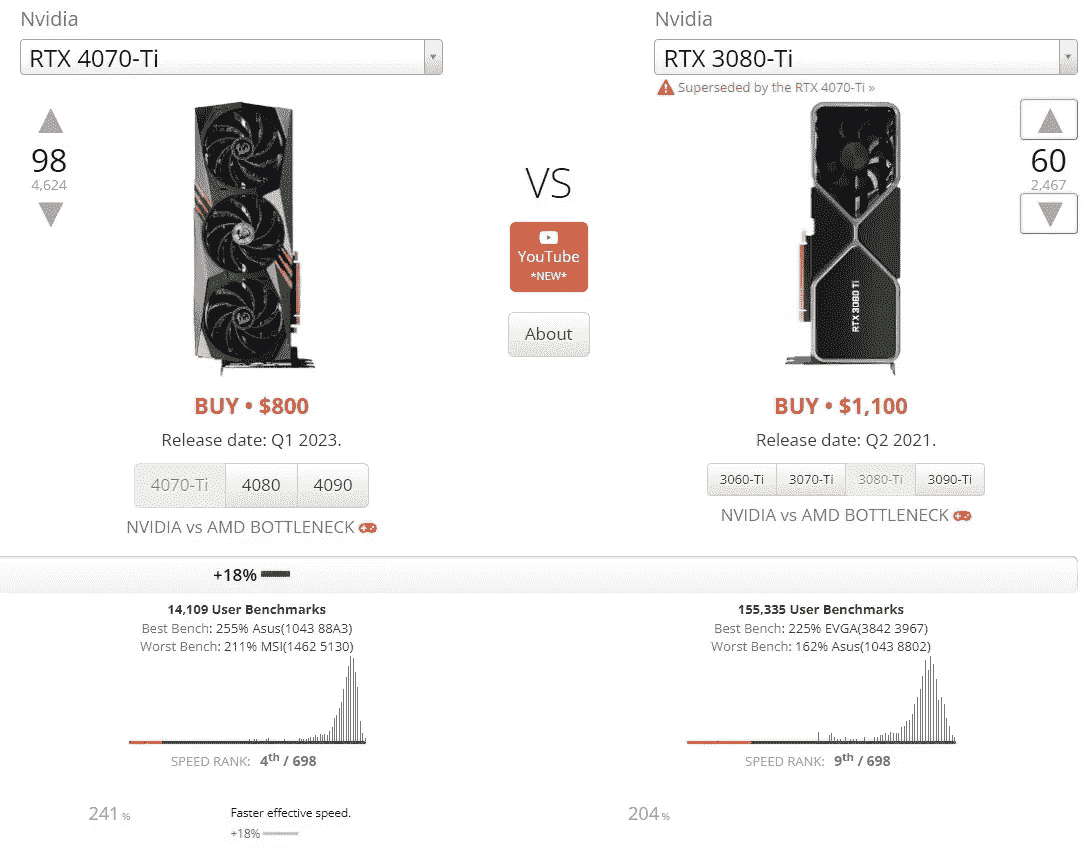 Nvidia
RTX 4070-Ti
98
4,624
BUY • $800
Release date: Q1 2023.
4070-Ti 4080 4090
NVIDIA vs AMD BOTTLENECK
VS
YouTube
*NEW*
About
Nvidia
RTX 3080-Ti
Superseded by the RTX 4070-Ti »
60
2,467
RTX 3080 Ti
BUY • $1,100
Release date: Q2 2021.
3060-Ti 3070-Ti 3080-Ti 3090-Ti
NVIDIA vs AMD BOTTLENECK
+18%
14,109 User Benchmarks
Best Bench: 255% Asus(1043 88A3)
Worst Bench: 211% MSI(1462 5130)
SPEED RANK: 4th / 698
155,335 User Benchmarks
Best Bench: 225% EVGA(3842 3967)
Worst Bench: 162% Asus(1043 8802)
SPEED RANK: 9th / 698
241 %
Faster effective speed.
+18%
204 %